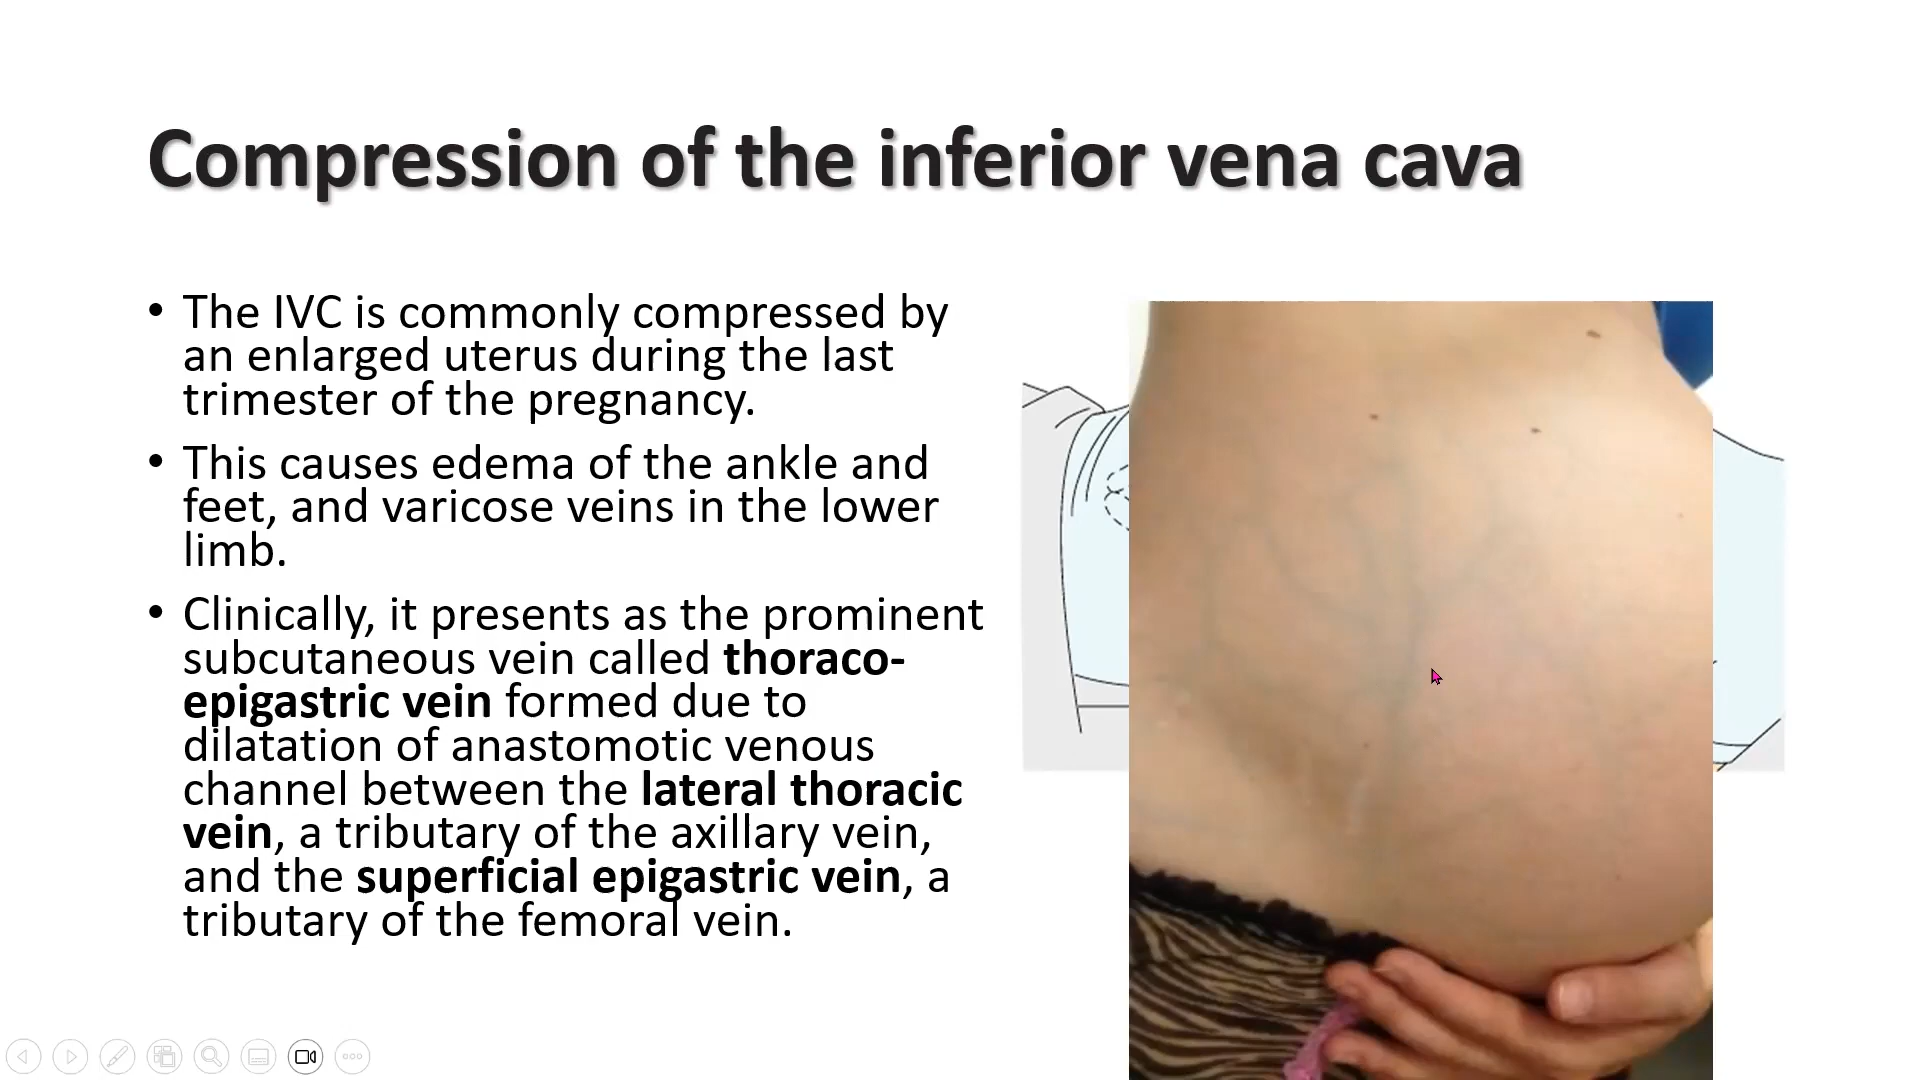 Compression of the inferior vena cava
• The IVC is commonly compressed by
an enlarged uterus during the last
trimester of the pregnancy.
• This causes edema of the ankle and
feet, and varicose veins in the lower
limb.
• Clinically, it presents as the prominent
subcutaneous vein called thoraco-
epigastric vein formed due to
dilatation of anastomotic venous
channel between the lateral thoracic
vein, a tributary of the axillary vein,
and the superficial epigastric vein, a
tributary of the femoral vein.